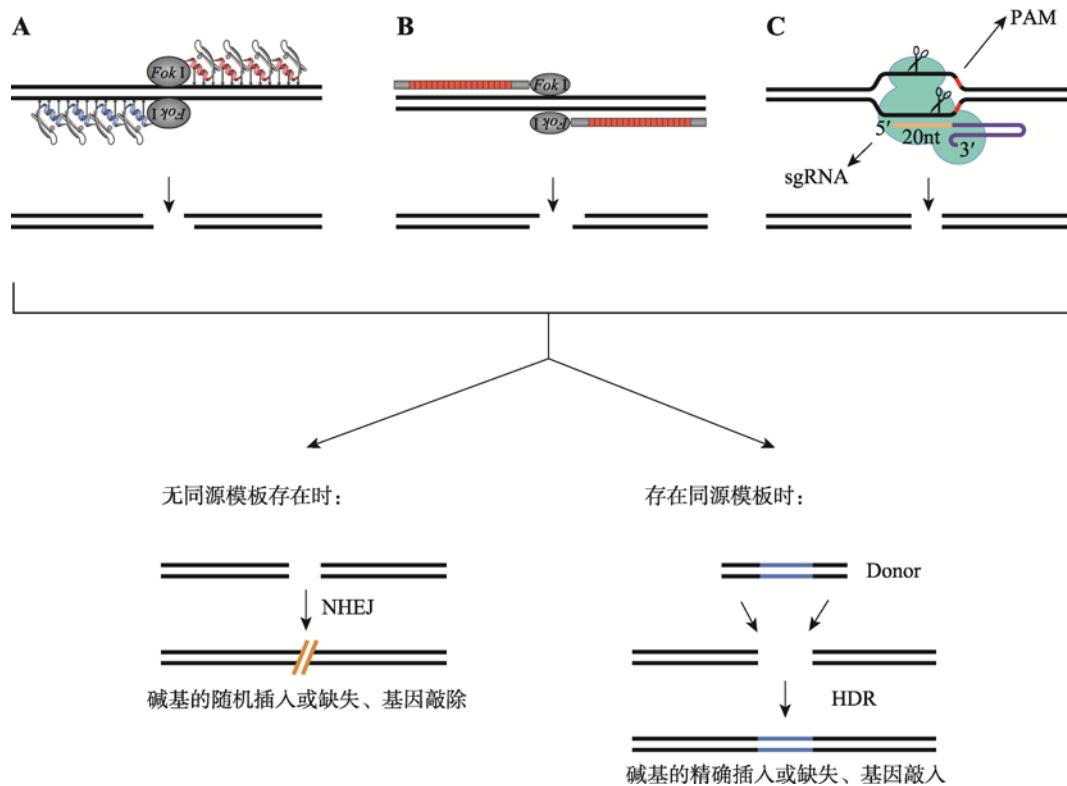 A
B
C
PAM
Fok I
Fok I
Fok I
Fok I
5′
20nt
3′
sgRNA
无同源模板存在时：
存在同源模板时：
Donor
NHEJ
碱基的随机插入或缺失、基因敲除
HDR
碱基的精确插入或缺失、基因敲入